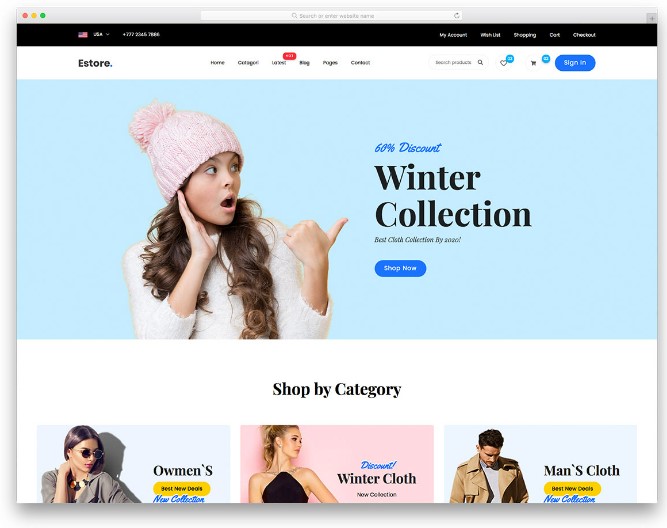 Search or enter website name
USA +777 2345 7886 My Account Wish List Shopping Cart Checkout
HOT
Estore. Home Catagori Latest Blog Pages Contact Search products Sign in
60% Discount
Winter
Collection
Best Cloth Collection By 2020!
Shop Now
Shop by Category
Owmen`S
Best New Deals
New Collection
Discount!
Winter Cloth
New Collection
Man`S Cloth
Best New Deals
New Collection